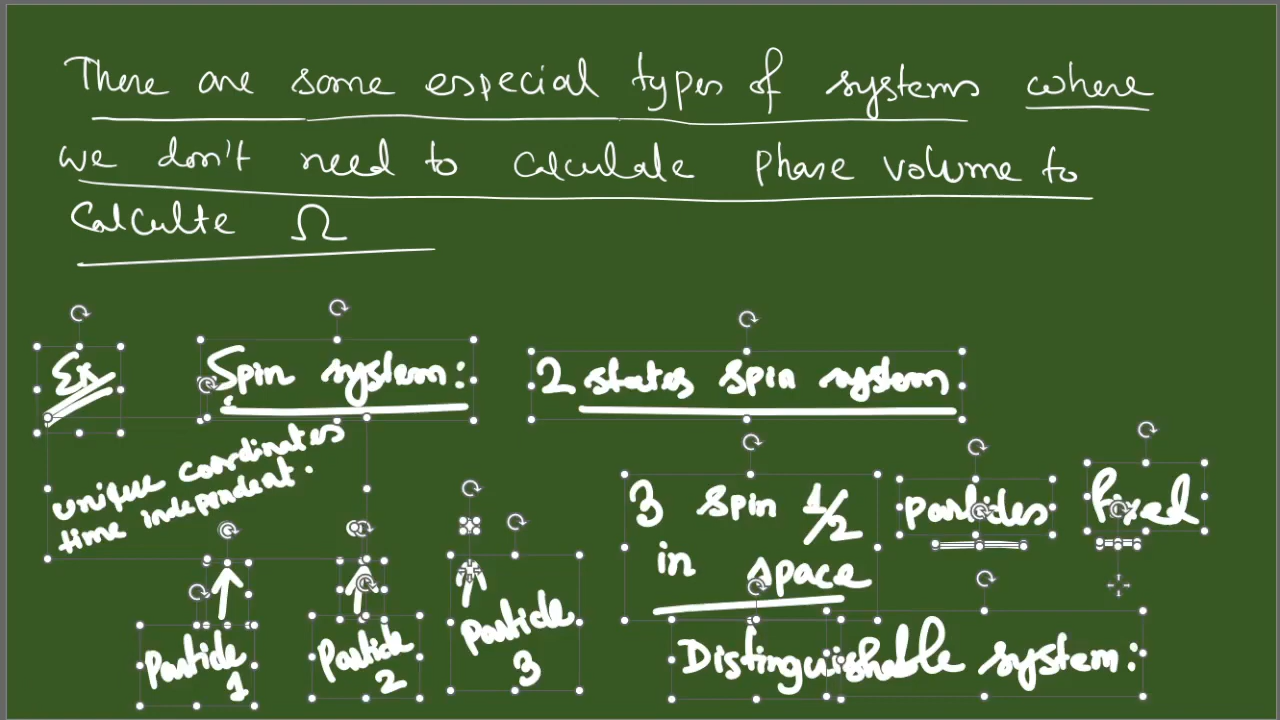 There are some especial types of systems where
we don't need to calculate phase volume to
Calculte Ω
Ex Spin system: 2 states spin system
unique coordinates
time independent.
3 spin 1/2 particles fixed
in space
Particle 1
Particle 2
Particle 3
Distinguishable system: